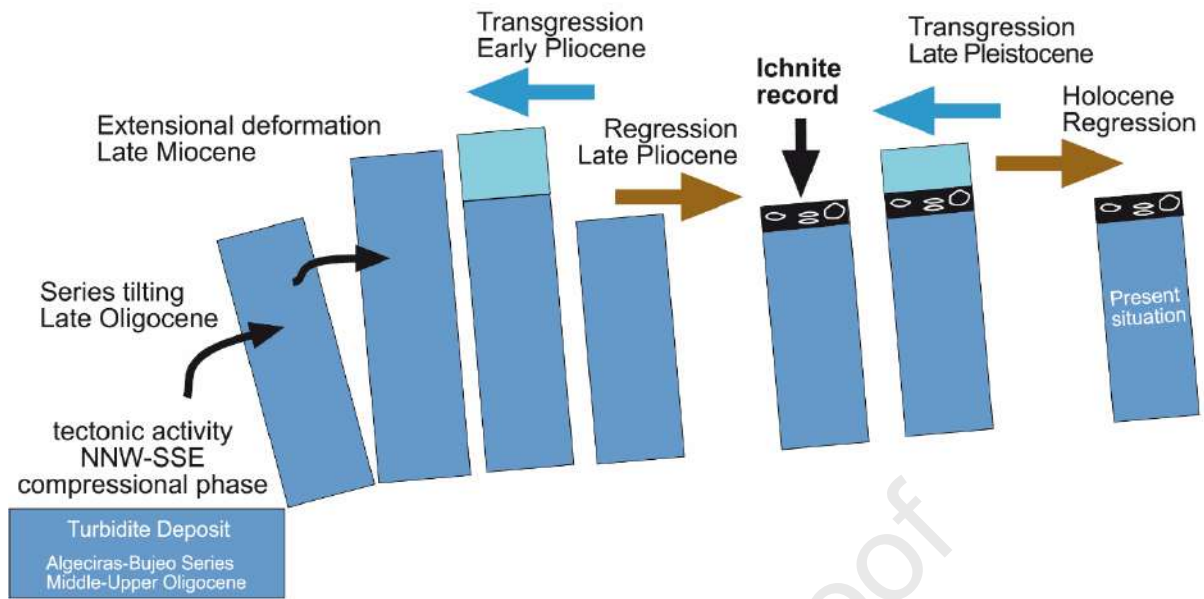 Transgression
Early Pliocene
Transgression
Late Pleistocene
Ichnite
record
Holocene
Regression
Extensional deformation
Late Miocene
Regression
Late Pliocene
Series tilting
Late Oligocene
Present
situation
tectonic activity
NNW-SSE
compressional phase
Turbidite Deposit
Algeciras-Bujeo Series
Middle-Upper Oligocene